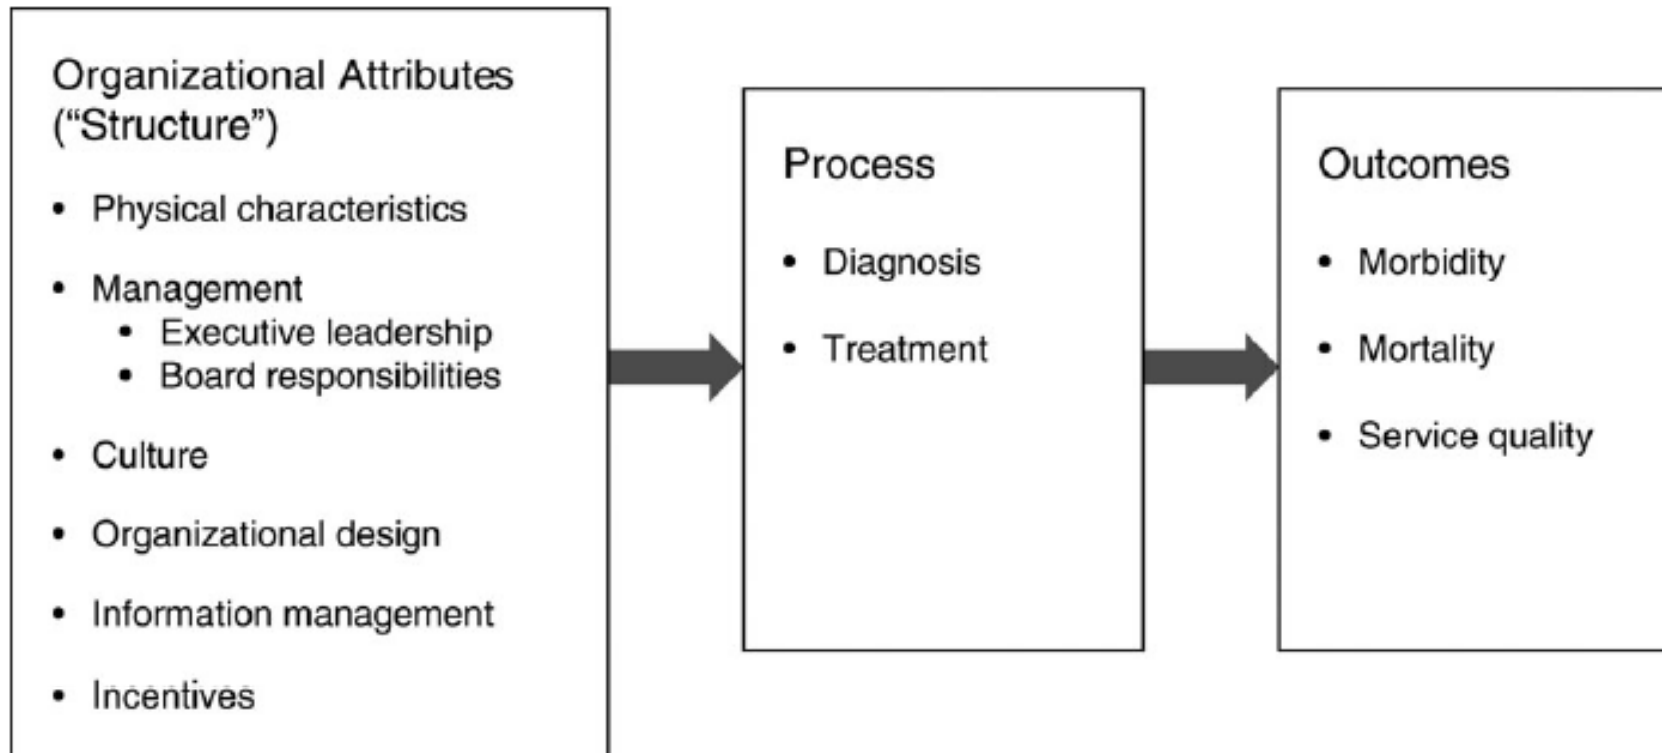 Organizational Attributes
(“Structure”)
• Physical characteristics
• Management
• Executive leadership
• Board responsibilities
• Culture
• Organizational design
• Information management
• Incentives
Process
• Diagnosis
• Treatment
Outcomes
• Morbidity
• Mortality
• Service quality